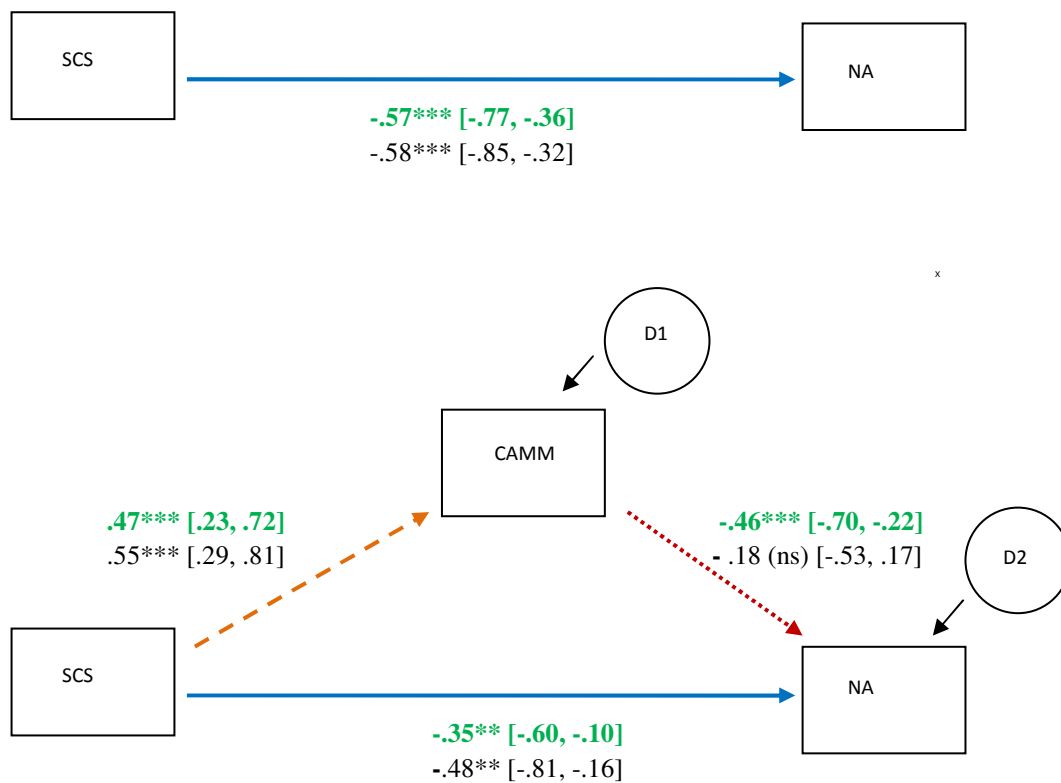 SCS
NA
-.57*** [-.77, -.36]
-.58*** [-.85, -.32]
x
D1
CAMM
.47*** [.23, .72]
.55*** [.29, .81]
-.46*** [-.70, -.22]
- .18 (ns) [-.53, .17]
D2
SCS
NA
-.35** [-.60, -.10]
-.48** [-.81, -.16]